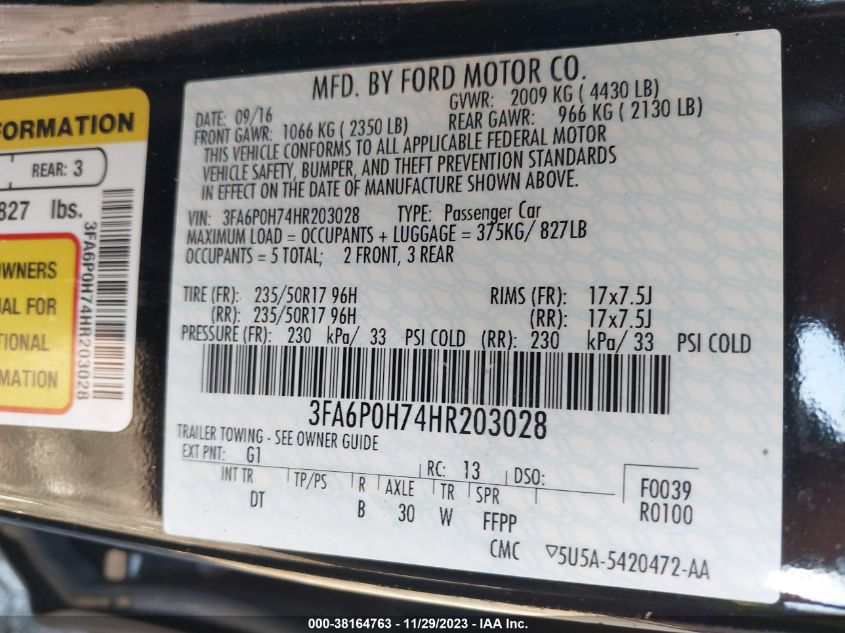 MFD. BY FORD MOTOR CO.
DATE: 09/16 GVWR: 2009 KG ( 4430 LB)
FRONT GAWR: 1066 KG ( 2350 LB) REAR GAWR: 966 KG ( 2130 LB)
THIS VEHICLE CONFORMS TO ALL APPLICABLE FEDERAL MOTOR
VEHICLE SAFETY, BUMPER, AND THEFT PREVENTION STANDARDS
IN EFFECT ON THE DATE OF MANUFACTURE SHOWN ABOVE.
VIN: 3FA6P0H74HR203028 TYPE: Passenger Car
MAXIMUM LOAD = OCCUPANTS + LUGGAGE = 375KG/ 827LB
OCCUPANTS = 5 TOTAL; 2 FRONT, 3 REAR
TIRE (FR): 235/50R17 96H RIMS (FR): 17x7.5J
(RR): 235/50R17 96H (RR): 17x7.5J
PRESSURE (FR): 230 kPa/ 33 PSI COLD (RR): 230 kPa/ 33 PSI COLD
3FA6P0H74HR203028
TRAILER TOWING - SEE OWNER GUIDE
EXT PNT: G1 RC: 13 DSO: F0039
INT TR TP/PS R AXLE TR SPR R0100
DT B 30 W FFPP
CMC 5U5A-5420472-AA
FORMATION
REAR: 3
827 lbs.
3FA6P0H74HR203028
OWNERS
UAL FOR
TIONAL
RMATION
000-38164763 - 11/29/2023 - IAA Inc.